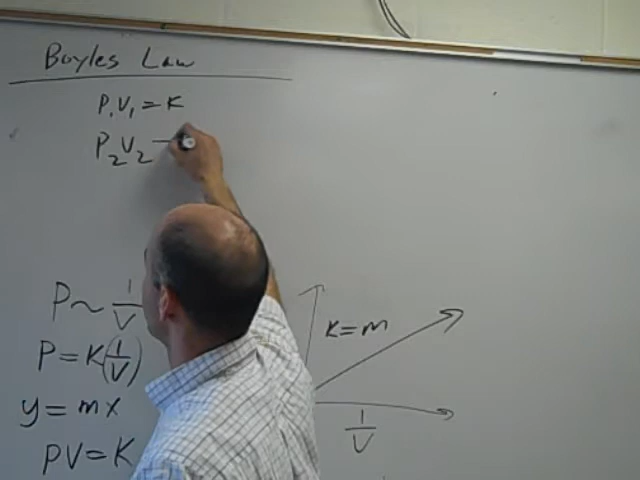 Boyles Law
P₁V₁ = K
P₂V₂ =
P ~ 1/V
P = K(1/V)
y = mx
PV = K
K = m
1/V